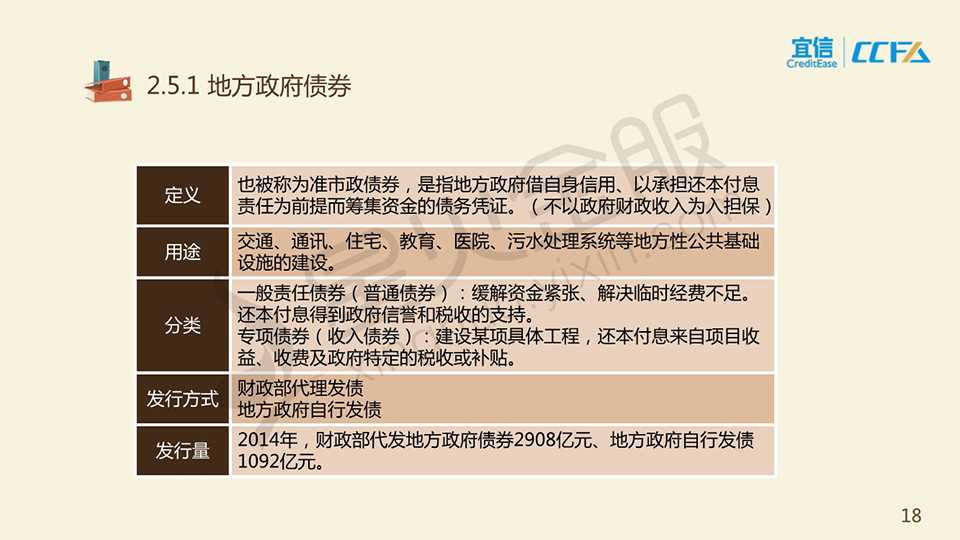 宜信
CreditEase
CCFA
2.5.1 地方政府债券
定义
也被称为准市政债券，是指地方政府借自身信用、以承担还本付息
责任为前提而筹集资金的债务凭证。（不以政府财政收入为入担保）
用途
交通、通讯、住宅、教育、医院、污水处理系统等地方性公共基础
设施的建设。
分类
一般责任债券（普通债券）：缓解资金紧张、解决临时经费不足。
还本付息得到政府信誉和税收的支持。
专项债券（收入债券）：建设某项具体工程，还本付息来自项目收
益、收费及政府特定的税收或补贴。
发行方式
财政部代理发债
地方政府自行发债
发行量
2014年，财政部代发地方政府债券2908亿元、地方政府自行发债
1092亿元。
18